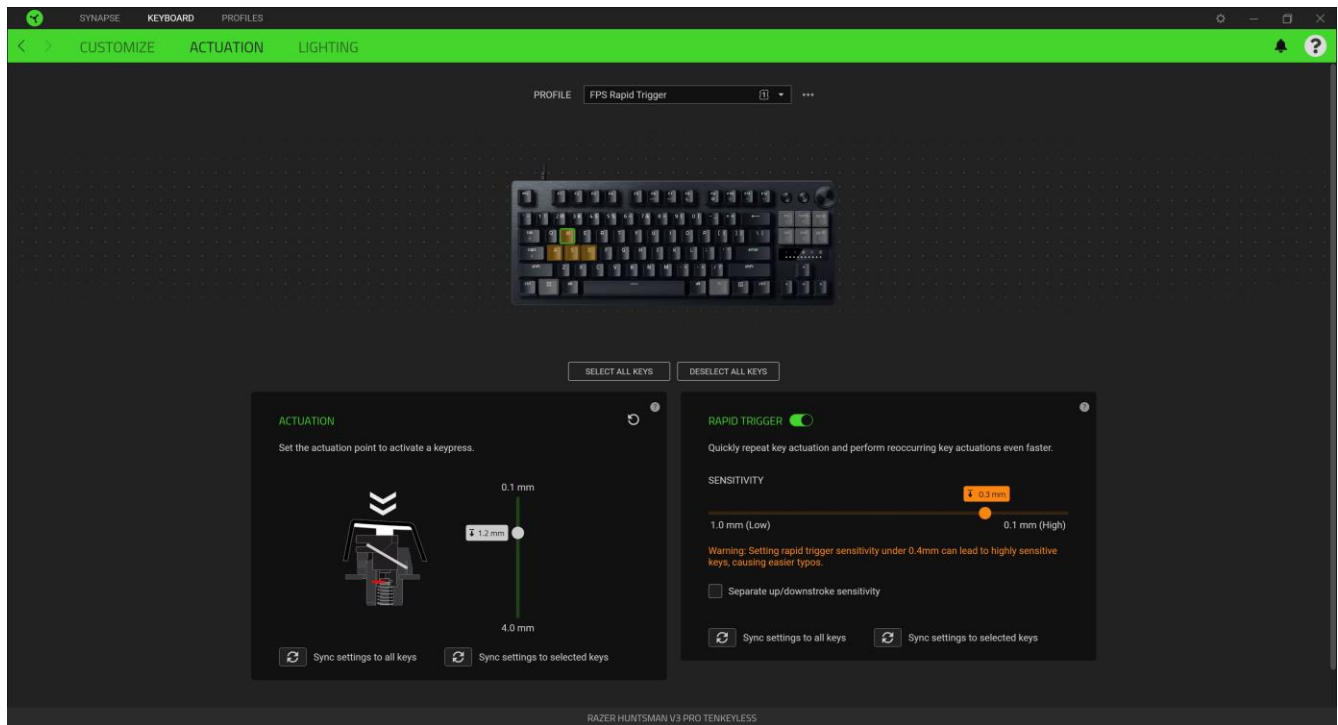 SYNAPSE KEYBOARD PROFILES
CUSTOMIZE ACTUATION LIGHTING
?
PROFILE FPS Rapid Trigger 1
SELECT ALL KEYS DESELECT ALL KEYS
ACTUATION
Set the actuation point to activate a keypress.
0.1 mm
1.2 mm
4.0 mm
Sync settings to all keys Sync settings to selected keys
RAPID TRIGGER
Quickly repeat key actuation and perform reoccurring key actuations even faster.
SENSITIVITY
0.3 mm
1.0 mm (Low) 0.1 mm (High)
Warning: Setting rapid trigger sensitivity under 0.4mm can lead to highly sensitive
keys, causing easier typos.
Separate up/downstroke sensitivity
Sync settings to all keys Sync settings to selected keys
RAZER HUNTSMAN V3 PRO TENKEYLESS